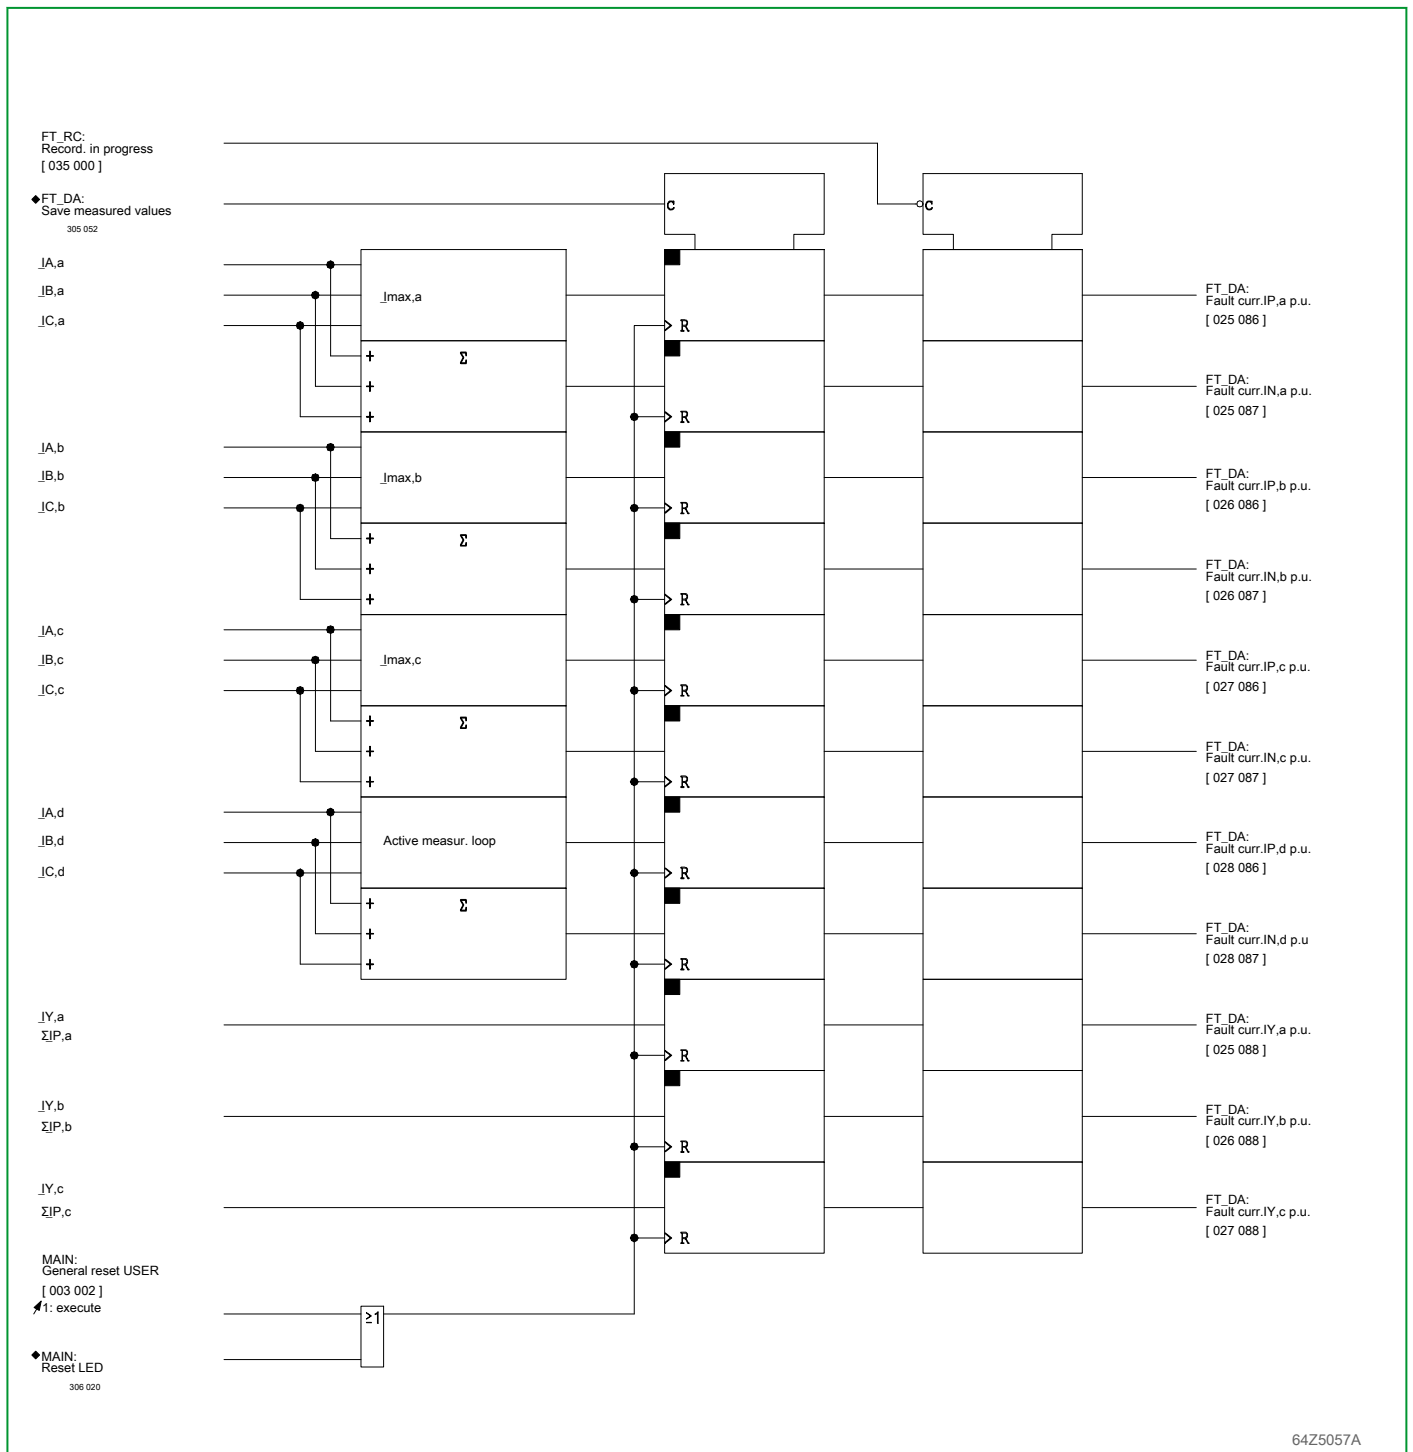 FT_RC:
Record. in progress
[ 035 000 ]
◆FT_DA:
Save measured values
305 052
C
C
_IA,a
_IB,a
_IC,a
_Imax,a
R
FT_DA:
Fault curr.IP,a p.u.
[ 025 086 ]
+ Σ
+
+
R
FT_DA:
Fault curr.IN,a p.u.
[ 025 087 ]
_IA,b
_IB,b
_IC,b
_Imax,b
R
FT_DA:
Fault curr.IP,b p.u.
[ 026 086 ]
+ Σ
+
+
R
FT_DA:
Fault curr.IN,b p.u.
[ 026 087 ]
_IA,c
_IB,c
_IC,c
_Imax,c
R
FT_DA:
Fault curr.IP,c p.u.
[ 027 086 ]
+ Σ
+
+
R
FT_DA:
Fault curr.IN,c p.u.
[ 027 087 ]
_IA,d
_IB,d
_IC,d
Active measur. loop
R
FT_DA:
Fault curr.IP,d p.u.
[ 028 086 ]
+ Σ
+
+
R
FT_DA:
Fault curr.IN,d p.u
[ 028 087 ]
_IY,a
ΣIP,a
R
FT_DA:
Fault curr.IY,a p.u.
[ 025 088 ]
_IY,b
ΣIP,b
R
FT_DA:
Fault curr.IY,b p.u.
[ 026 088 ]
_IY,c
ΣIP,c
R
FT_DA:
Fault curr.IY,c p.u.
[ 027 088 ]
MAIN:
General reset USER
[ 003 002 ]
1: execute
≥1
◆MAIN:
Reset LED
306 020
64Z5057A